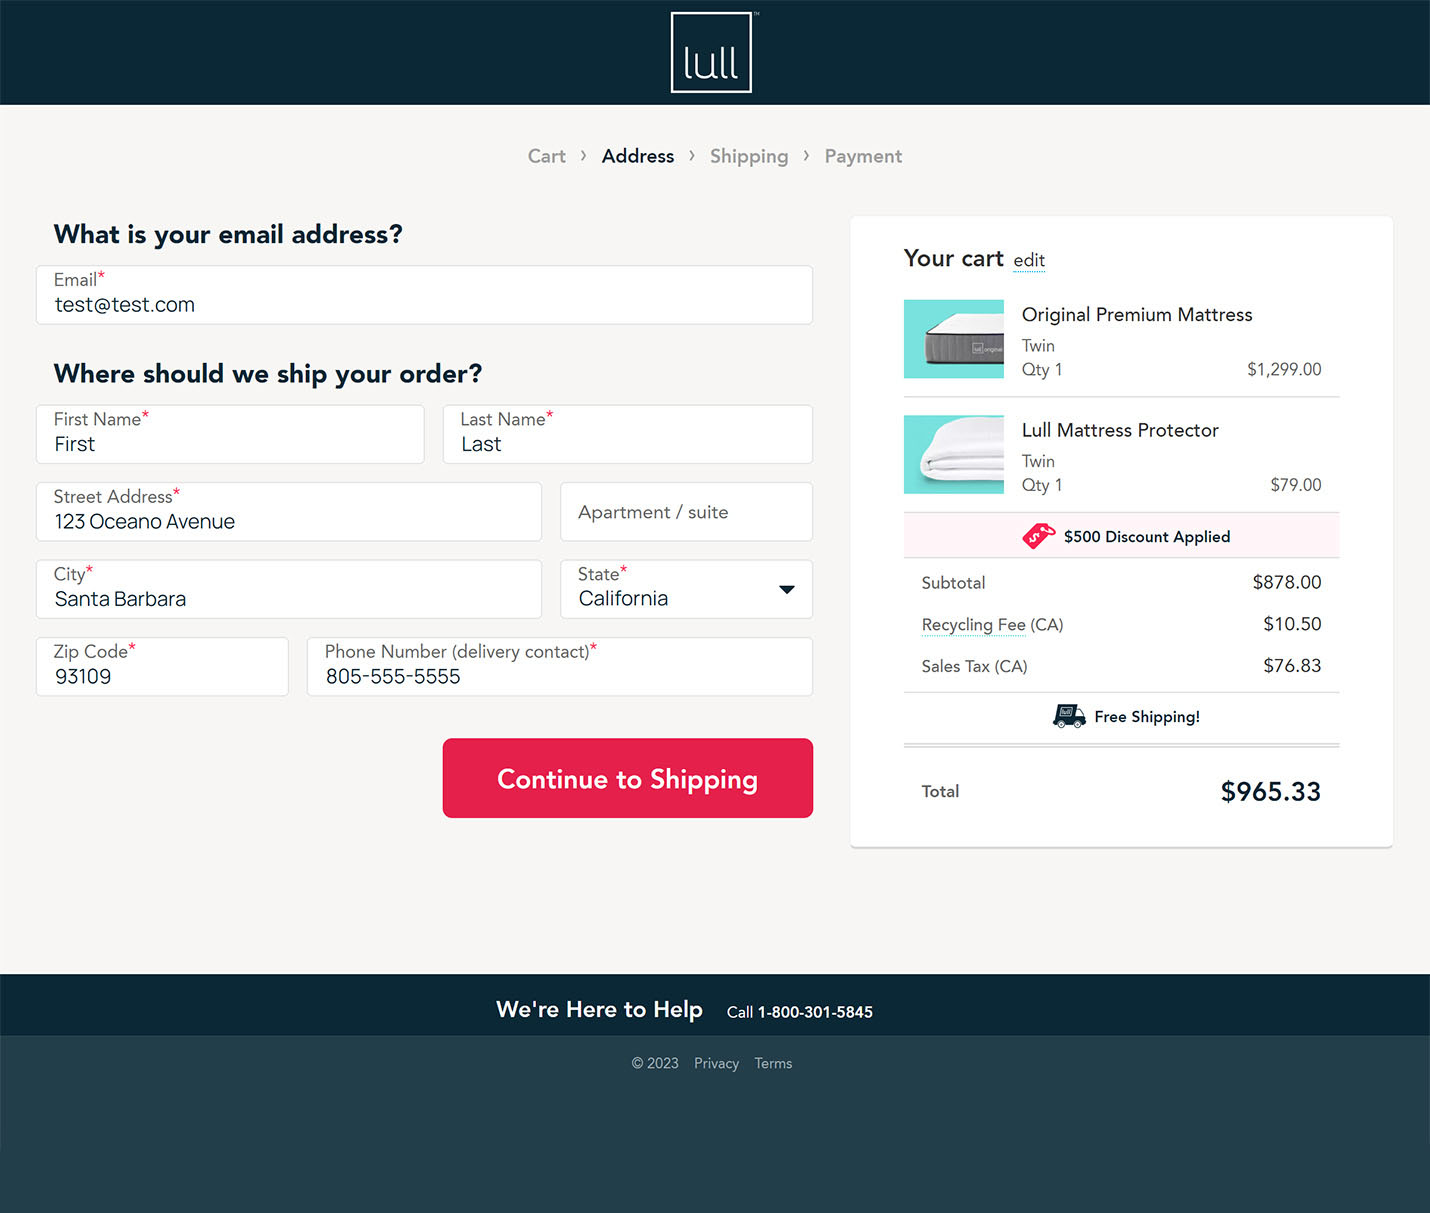 lull™
Cart › Address › Shipping › Payment
What is your email address?
Email*
test@test.com
Where should we ship your order?
First Name*
First
Last Name*
Last
Street Address*
123 Oceano Avenue
Apartment / suite
City*
Santa Barbara
State*
California
Zip Code*
93109
Phone Number (delivery contact)*
805-555-5555
Continue to Shipping
Your cart edit
lull original
Original Premium Mattress
Twin
Qty 1 $1,299.00
Lull Mattress Protector
Twin
Qty 1 $79.00
$ $500 Discount Applied
Subtotal $878.00
Recycling Fee (CA) $10.50
Sales Tax (CA) $76.83
lull Free Shipping!
Total $965.33
We're Here to Help Call 1-800-301-5845
© 2023 Privacy Terms